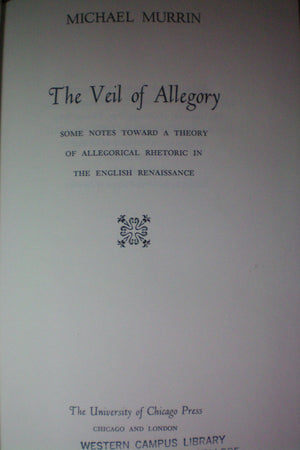 MICHAEL MURRIN
The Veil of Allegory
SOME NOTES TOWARD A THEORY
OF ALLEGORICAL RHETORIC IN
THE ENGLISH RENAISSANCE
The University of Chicago Press
CHICAGO AND LONDON
WESTERN CAMPUS LIBRARY